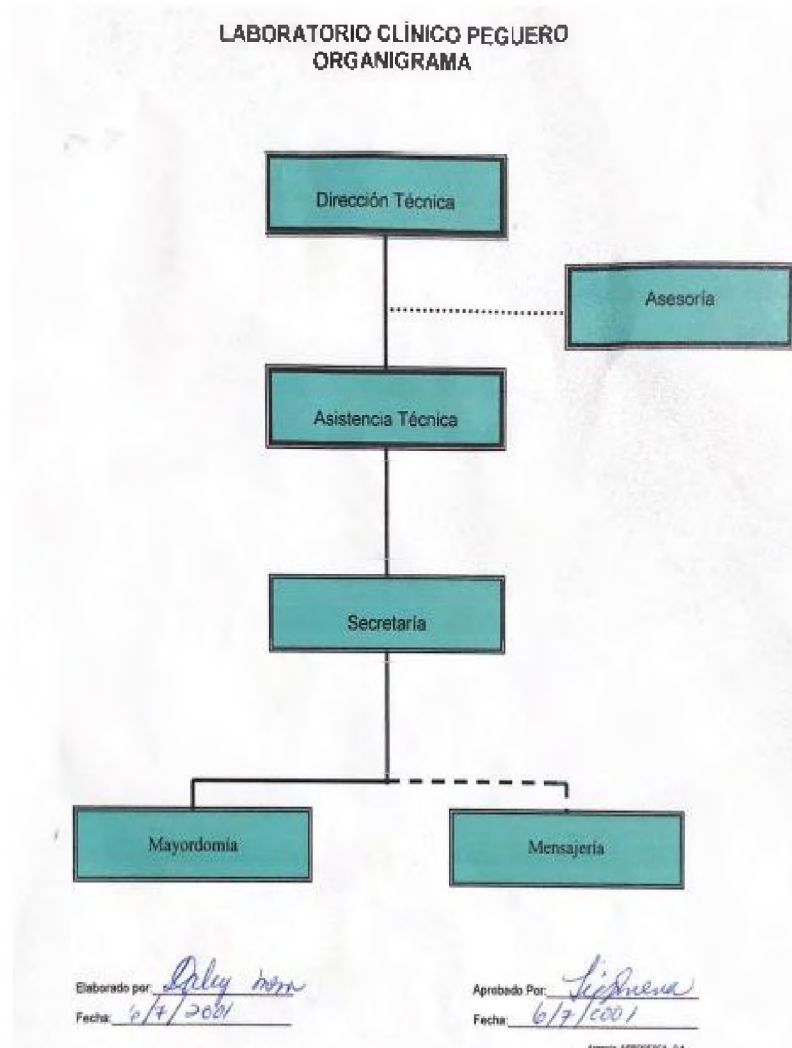 LABORATORIO CLÍNICO PEGUERO
ORGANIGRAMA
Dirección Técnica
Asesoría
Asistencia Técnica
Secretaría
Mayordomía
Mensajería
Elaborado por:
Aprobado Por:
Fecha: 6/7/2001
Fecha: 6/7/2001